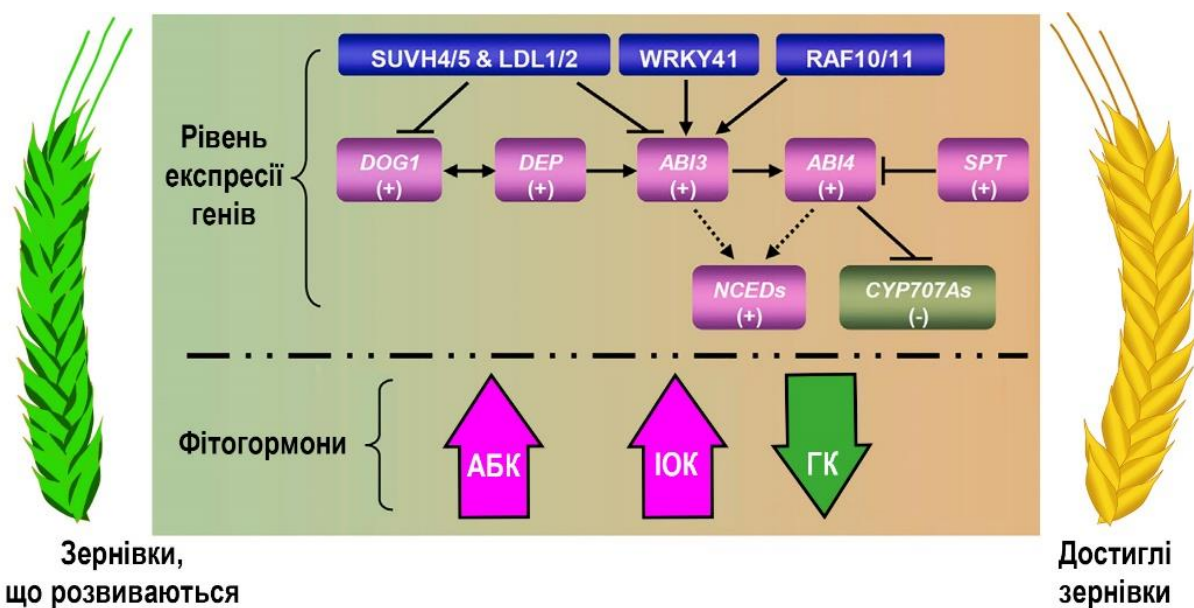 SUVH4/5 & LDL1/2
WRKY41
RAF10/11
Рівень
експресії
генів
DOG1
(+)
DEP
(+)
ABI3
(+)
ABI4
(+)
SPT
(+)
NCEDs
(+)
CYP707As
(-)
Фітогормони
АБК
ІОК
ГК
Зернівки,
що розвиваються
Достиглі
зернівки